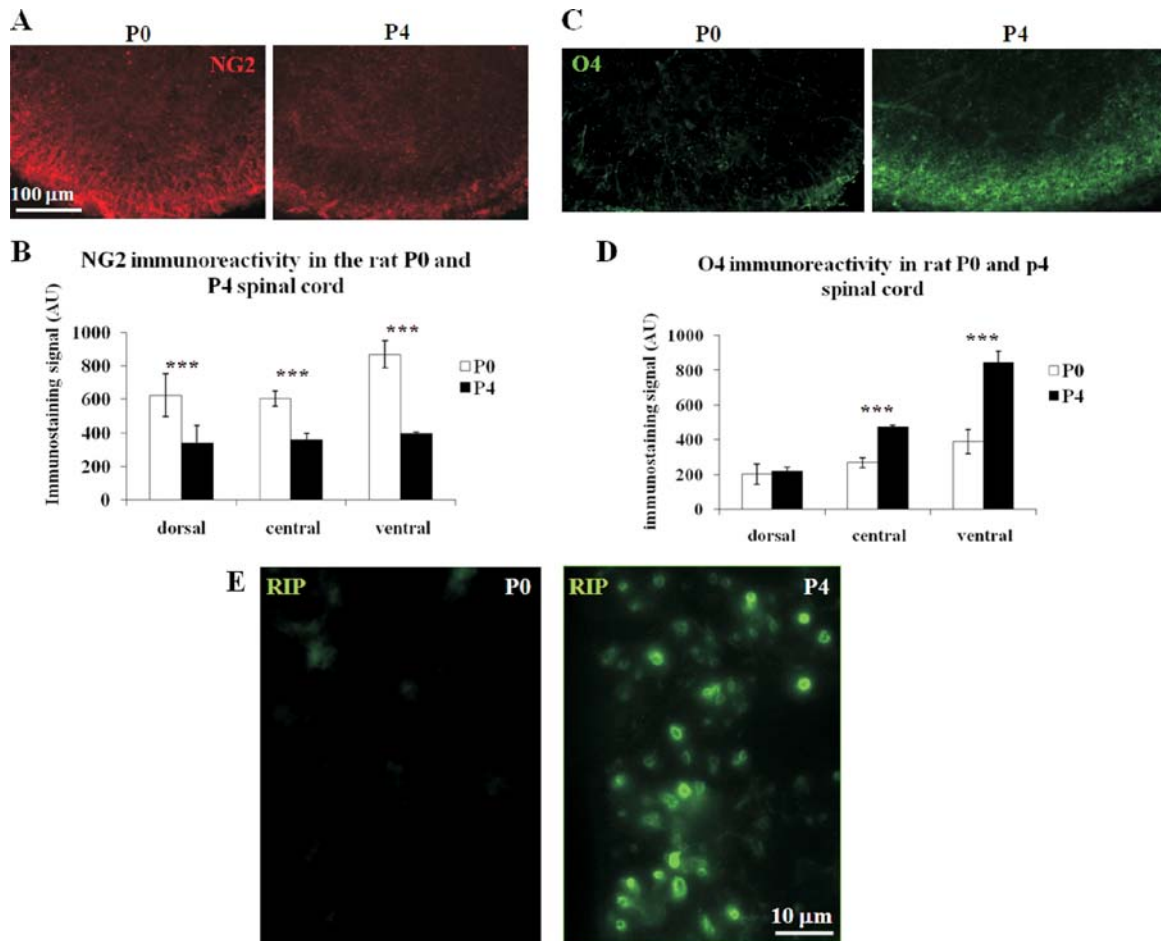 A
P0
P4
NG2
100 μm
C
P0
P4
O4
B
NG2 immunoreactivity in the rat P0 and
P4 spinal cord
Immunostaining signal (AU)
1000
800
600
400
200
0
***
***
***
dorsal
central
ventral
P0
P4
D
O4 immunoreactivity in rat P0 and p4
spinal cord
immunostaining signal (AU)
1000
800
600
400
200
0
***
***
dorsal
central
ventral
P0
P4
E
RIP
P0
RIP
P4
10 μm